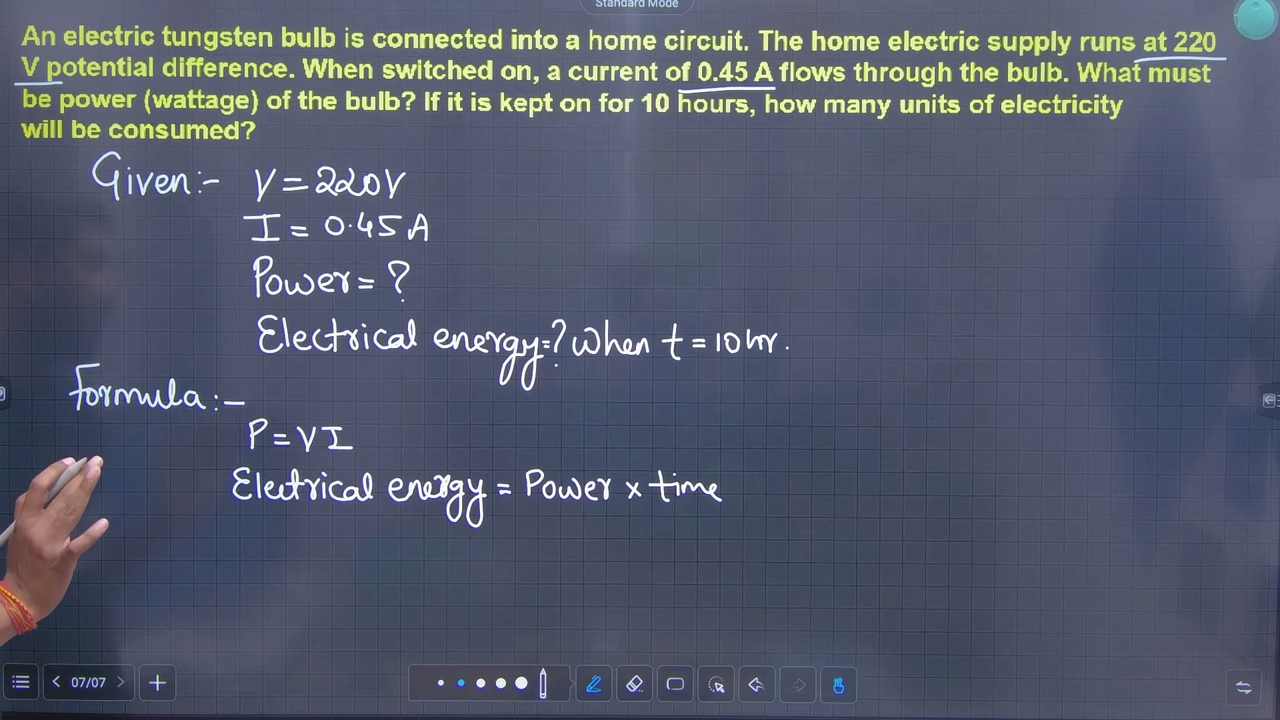 Standard Mode
An electric tungsten bulb is connected into a home circuit. The home electric supply runs at 220
V potential difference. When switched on, a current of 0.45 A flows through the bulb. What must
be power (wattage) of the bulb? If it is kept on for 10 hours, how many units of electricity
will be consumed?
Given:- V = 220V
I = 0.45 A
Power = ?
Electrical energy=? When t = 10 hr.
Formula:-
P = VI
Electrical energy = Power x time
07/07